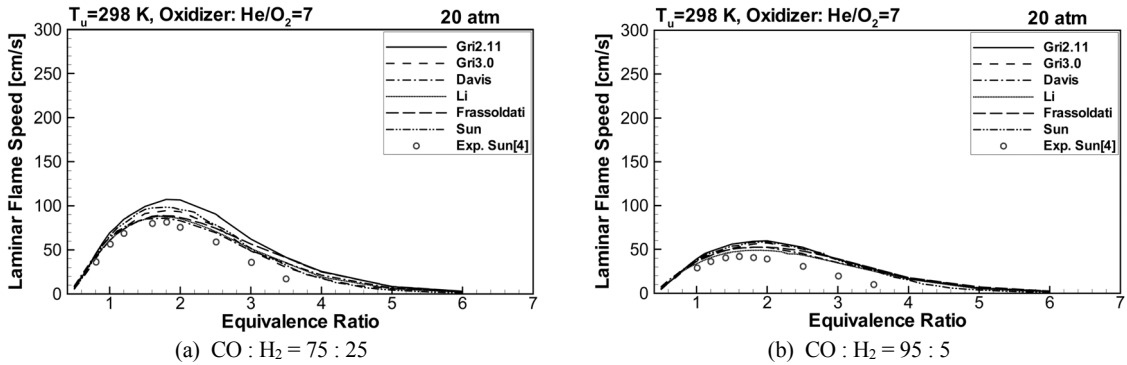 Tᵤ=298 K, Oxidizer: He/O₂=7
20 atm
Laminar Flame Speed [cm/s]
300
250
200
150
100
50
0
Gri2.11
Gri3.0
Davis
Li
Frassoldati
Sun
Exp. Sun[4]
1 2 3 4 5 6 7
Equivalence Ratio
(a) CO : H₂ = 75 : 25
Tᵤ=298 K, Oxidizer: He/O₂=7
20 atm
Laminar Flame Speed [cm/s]
300
250
200
150
100
50
0
Gri2.11
Gri3.0
Davis
Li
Frassoldati
Sun
Exp. Sun[4]
1 2 3 4 5 6 7
Equivalence Ratio
(b) CO : H₂ = 95 : 5